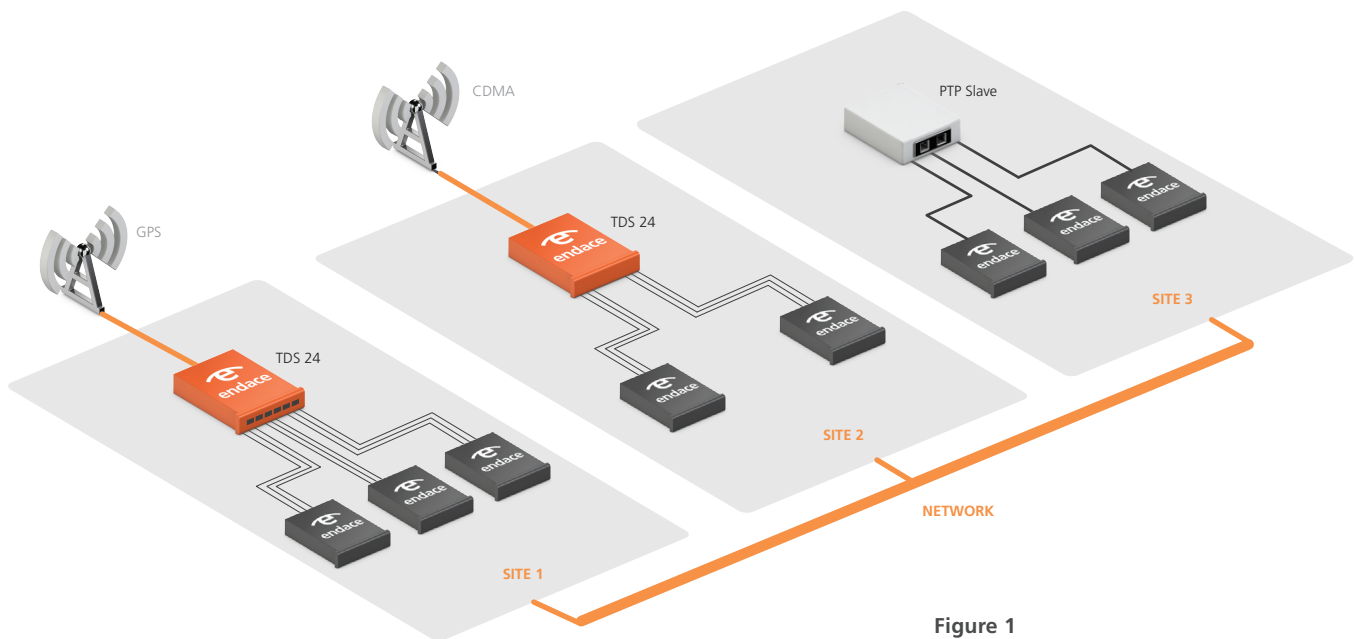 CDMA
PTP Slave
endace
endace
endace
SITE 3
GPS
TDS 24
endace
endace
endace
SITE 2
TDS 24
endace
endace
endace
endace
SITE 1
NETWORK
Figure 1